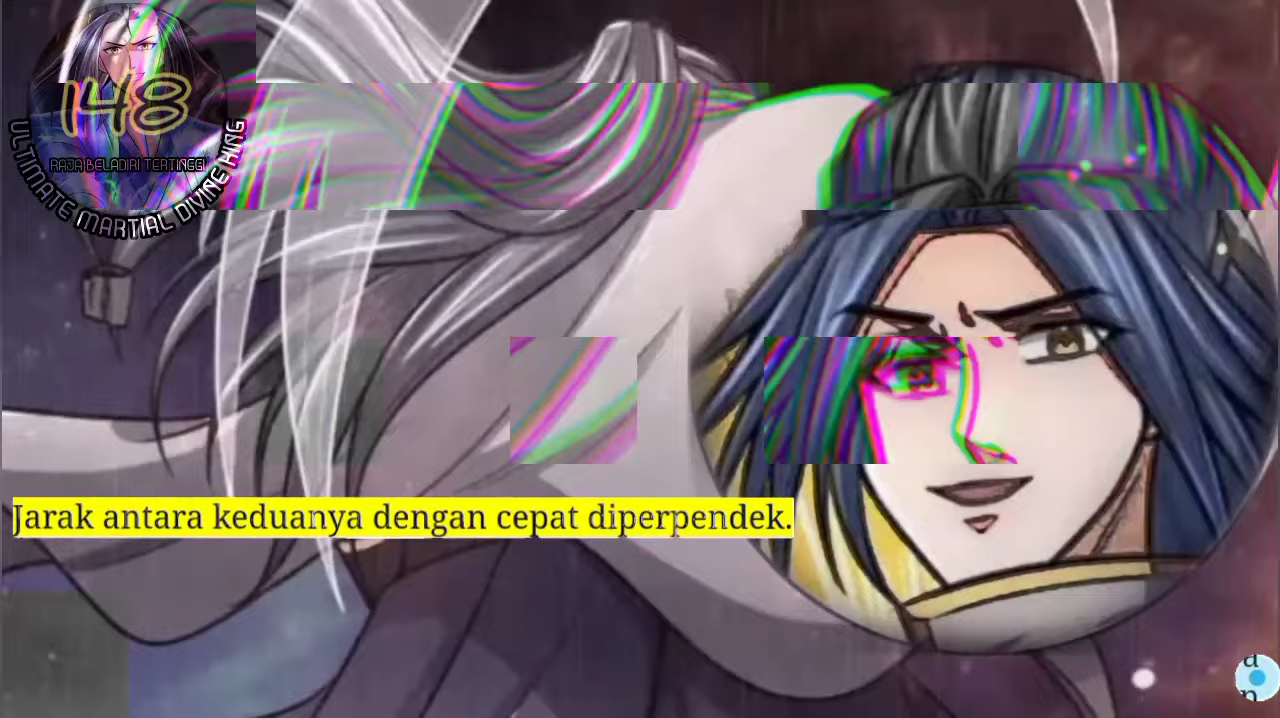 148
RAJA BELADIRI TERTINGGI
ULTIMATE MARTIAL DIVINE KING
Jarak antara keduanya dengan cepat diperpendek.